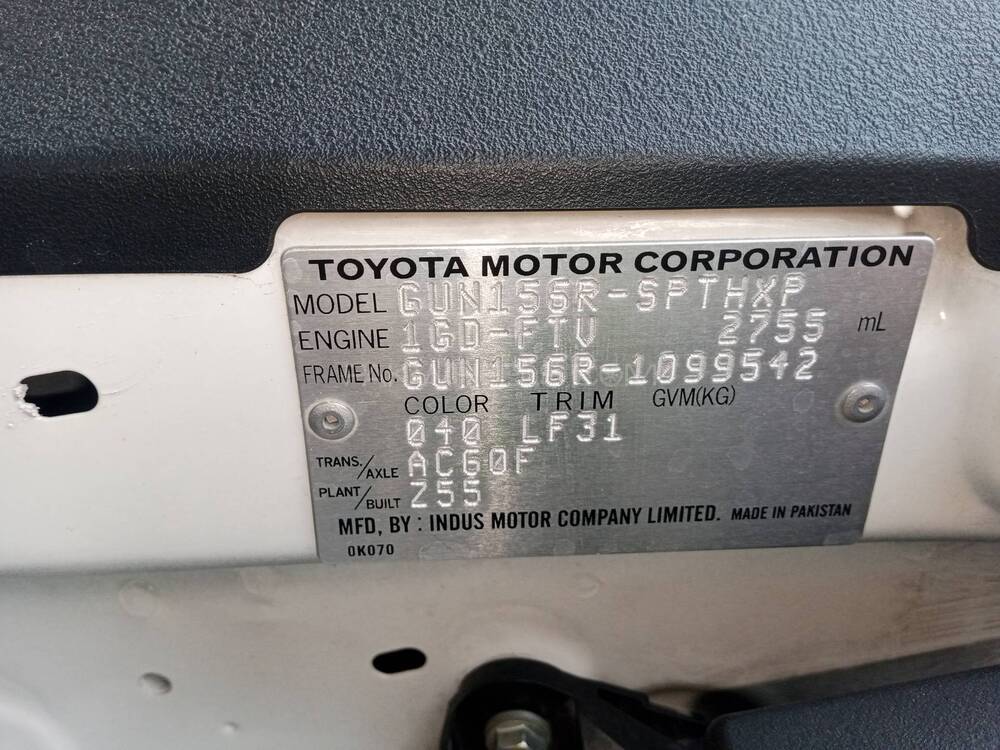 TOYOTA MOTOR CORPORATION
MODEL GUN156R-SPTHXP
ENGINE 1GD-FTV 2755 mL
FRAME No. GUN156R-1099542
COLOR TRIM GVM(KG)
040 LF31
TRANS./AXLE AC60F
PLANT/BUILT Z55
MFD, BY : INDUS MOTOR COMPANY LIMITED. MADE IN PAKISTAN
0K070